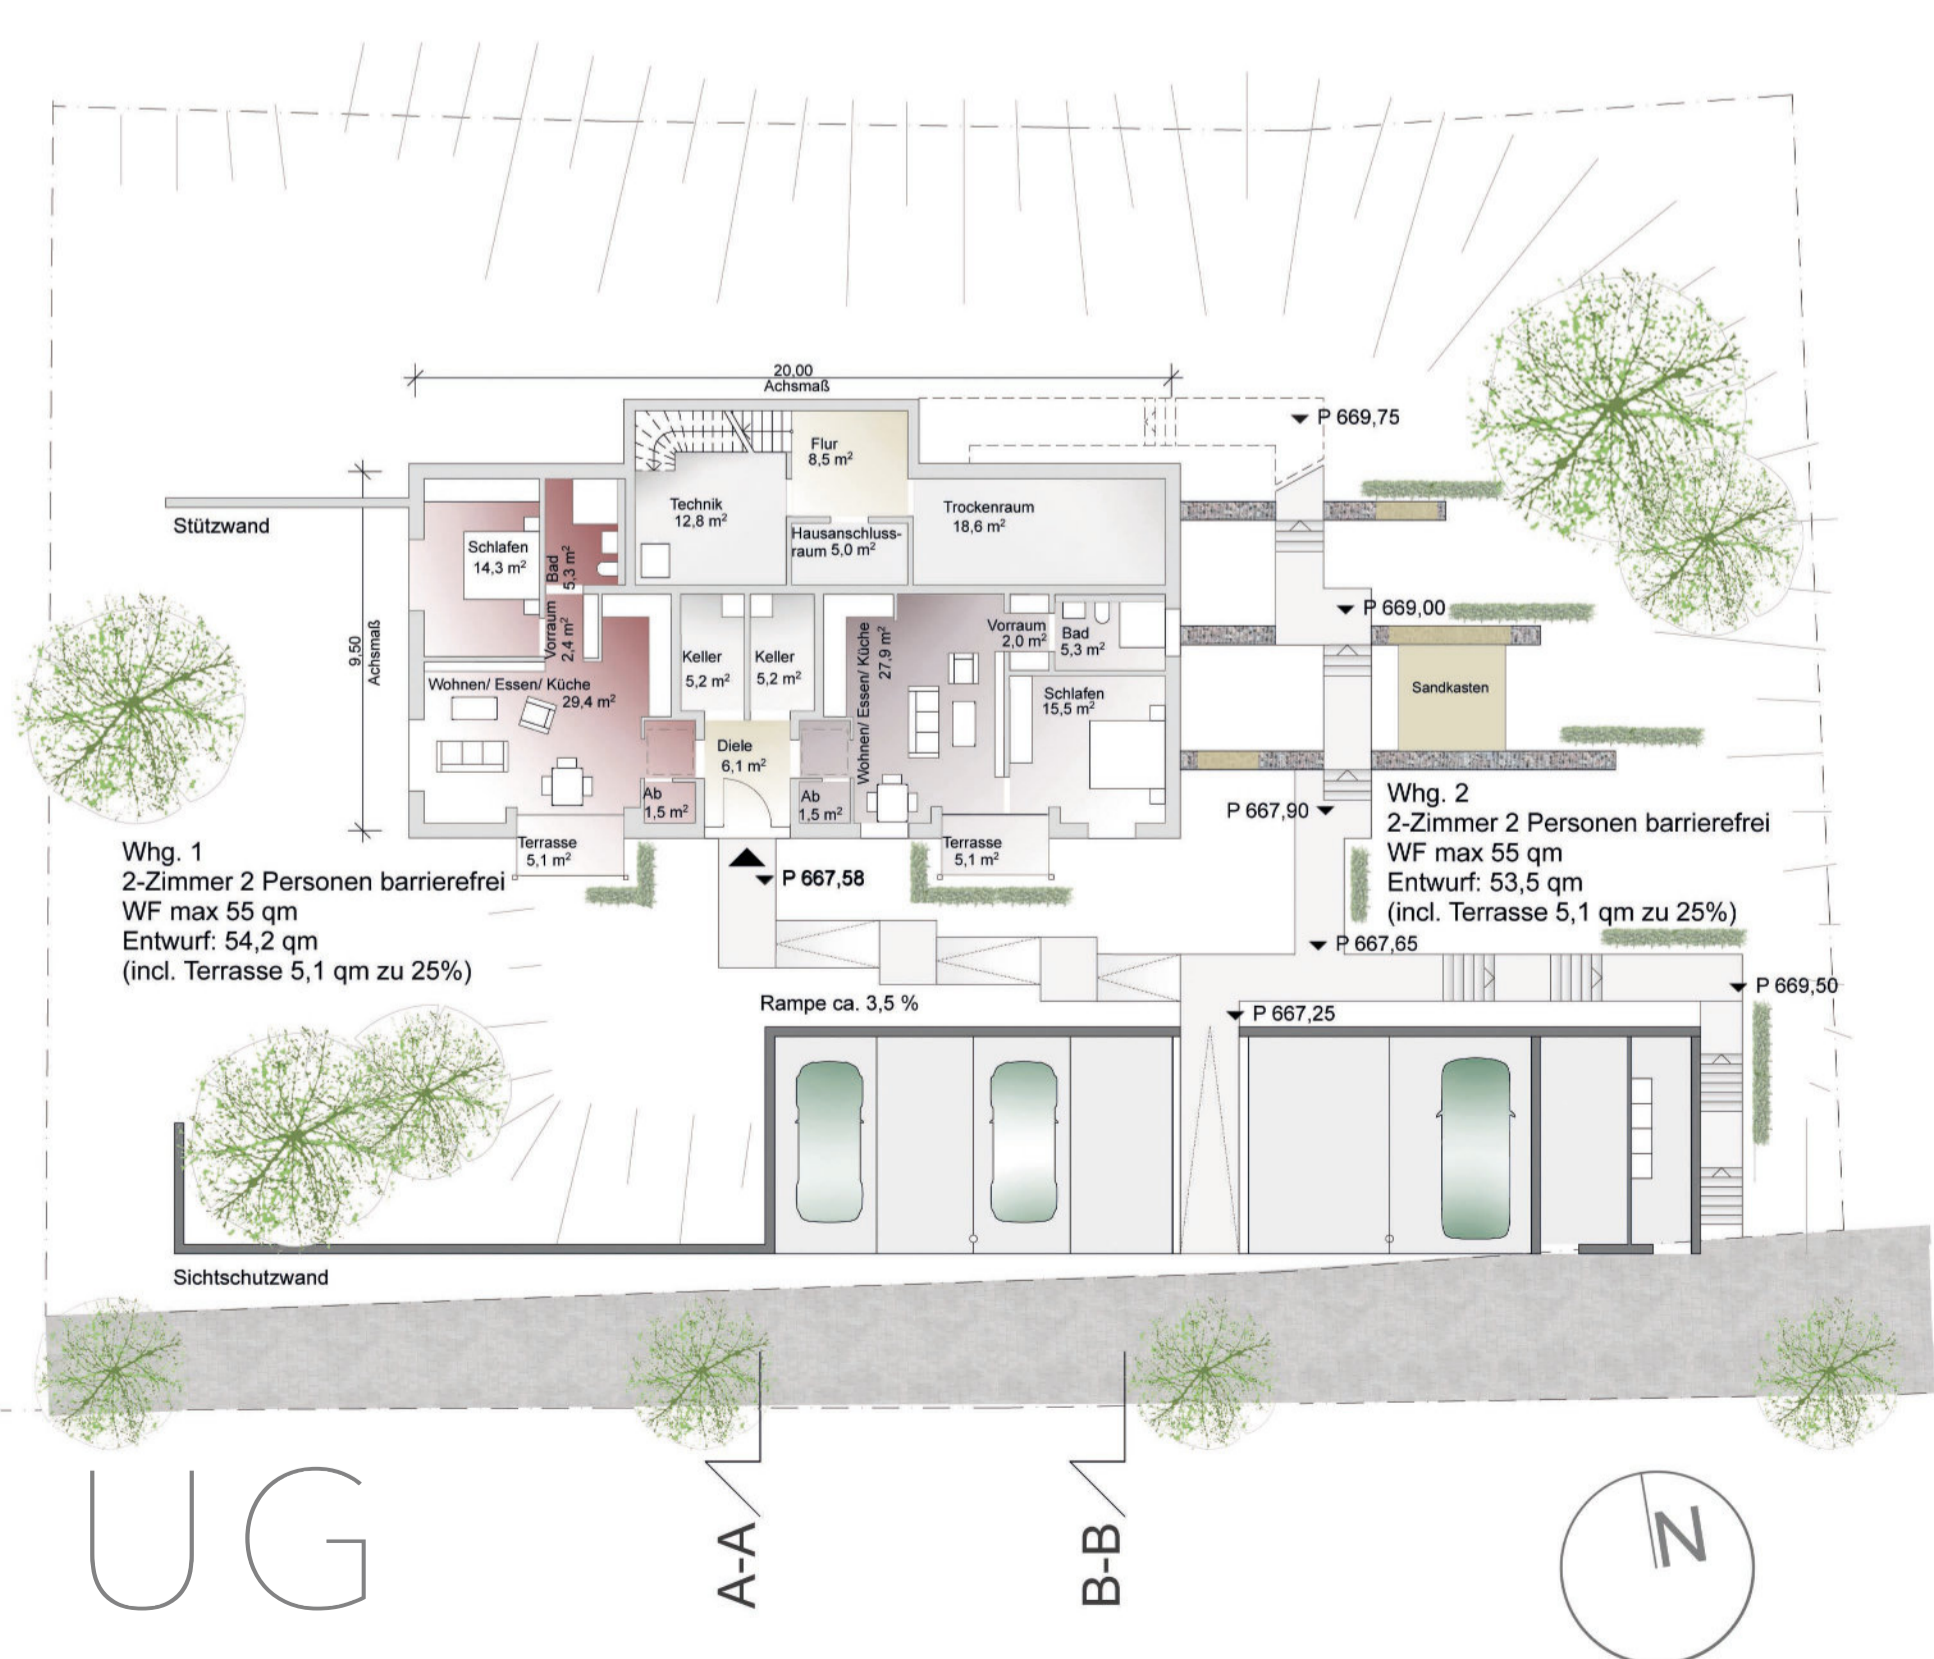 20,00
Achsmaß
P 669,75
Flur
8,5 m²
Technik
12,8 m²
Trockenraum
18,6 m²
Hausanschluss-
raum 5,0 m²
Stützwand
Schlafen
14,3 m²
Bad
5,3 m²
Vorraum
2,4 m²
9,50
Achsmaß
P 669,00
Keller
5,2 m²
Keller
5,2 m²
Wohnen/ Essen/ Küche
27,9 m²
Vorraum
2,0 m²
Bad
5,3 m²
Wohnen/ Essen/ Küche
29,4 m²
Schlafen
15,5 m²
Sandkasten
Diele
6,1 m²
Ab
1,5 m²
Ab
1,5 m²
P 667,90
Terrasse
5,1 m²
Terrasse
5,1 m²
Whg. 1
2-Zimmer 2 Personen barrierefrei
WF max 55 qm
Entwurf: 54,2 qm
(incl. Terrasse 5,1 qm zu 25%)
P 667,58
Whg. 2
2-Zimmer 2 Personen barrierefrei
WF max 55 qm
Entwurf: 53,5 qm
(incl. Terrasse 5,1 qm zu 25%)
P 667,65
P 669,50
Rampe ca. 3,5 %
P 667,25
Sichtschutzwand
UG
A-A
B-B
N